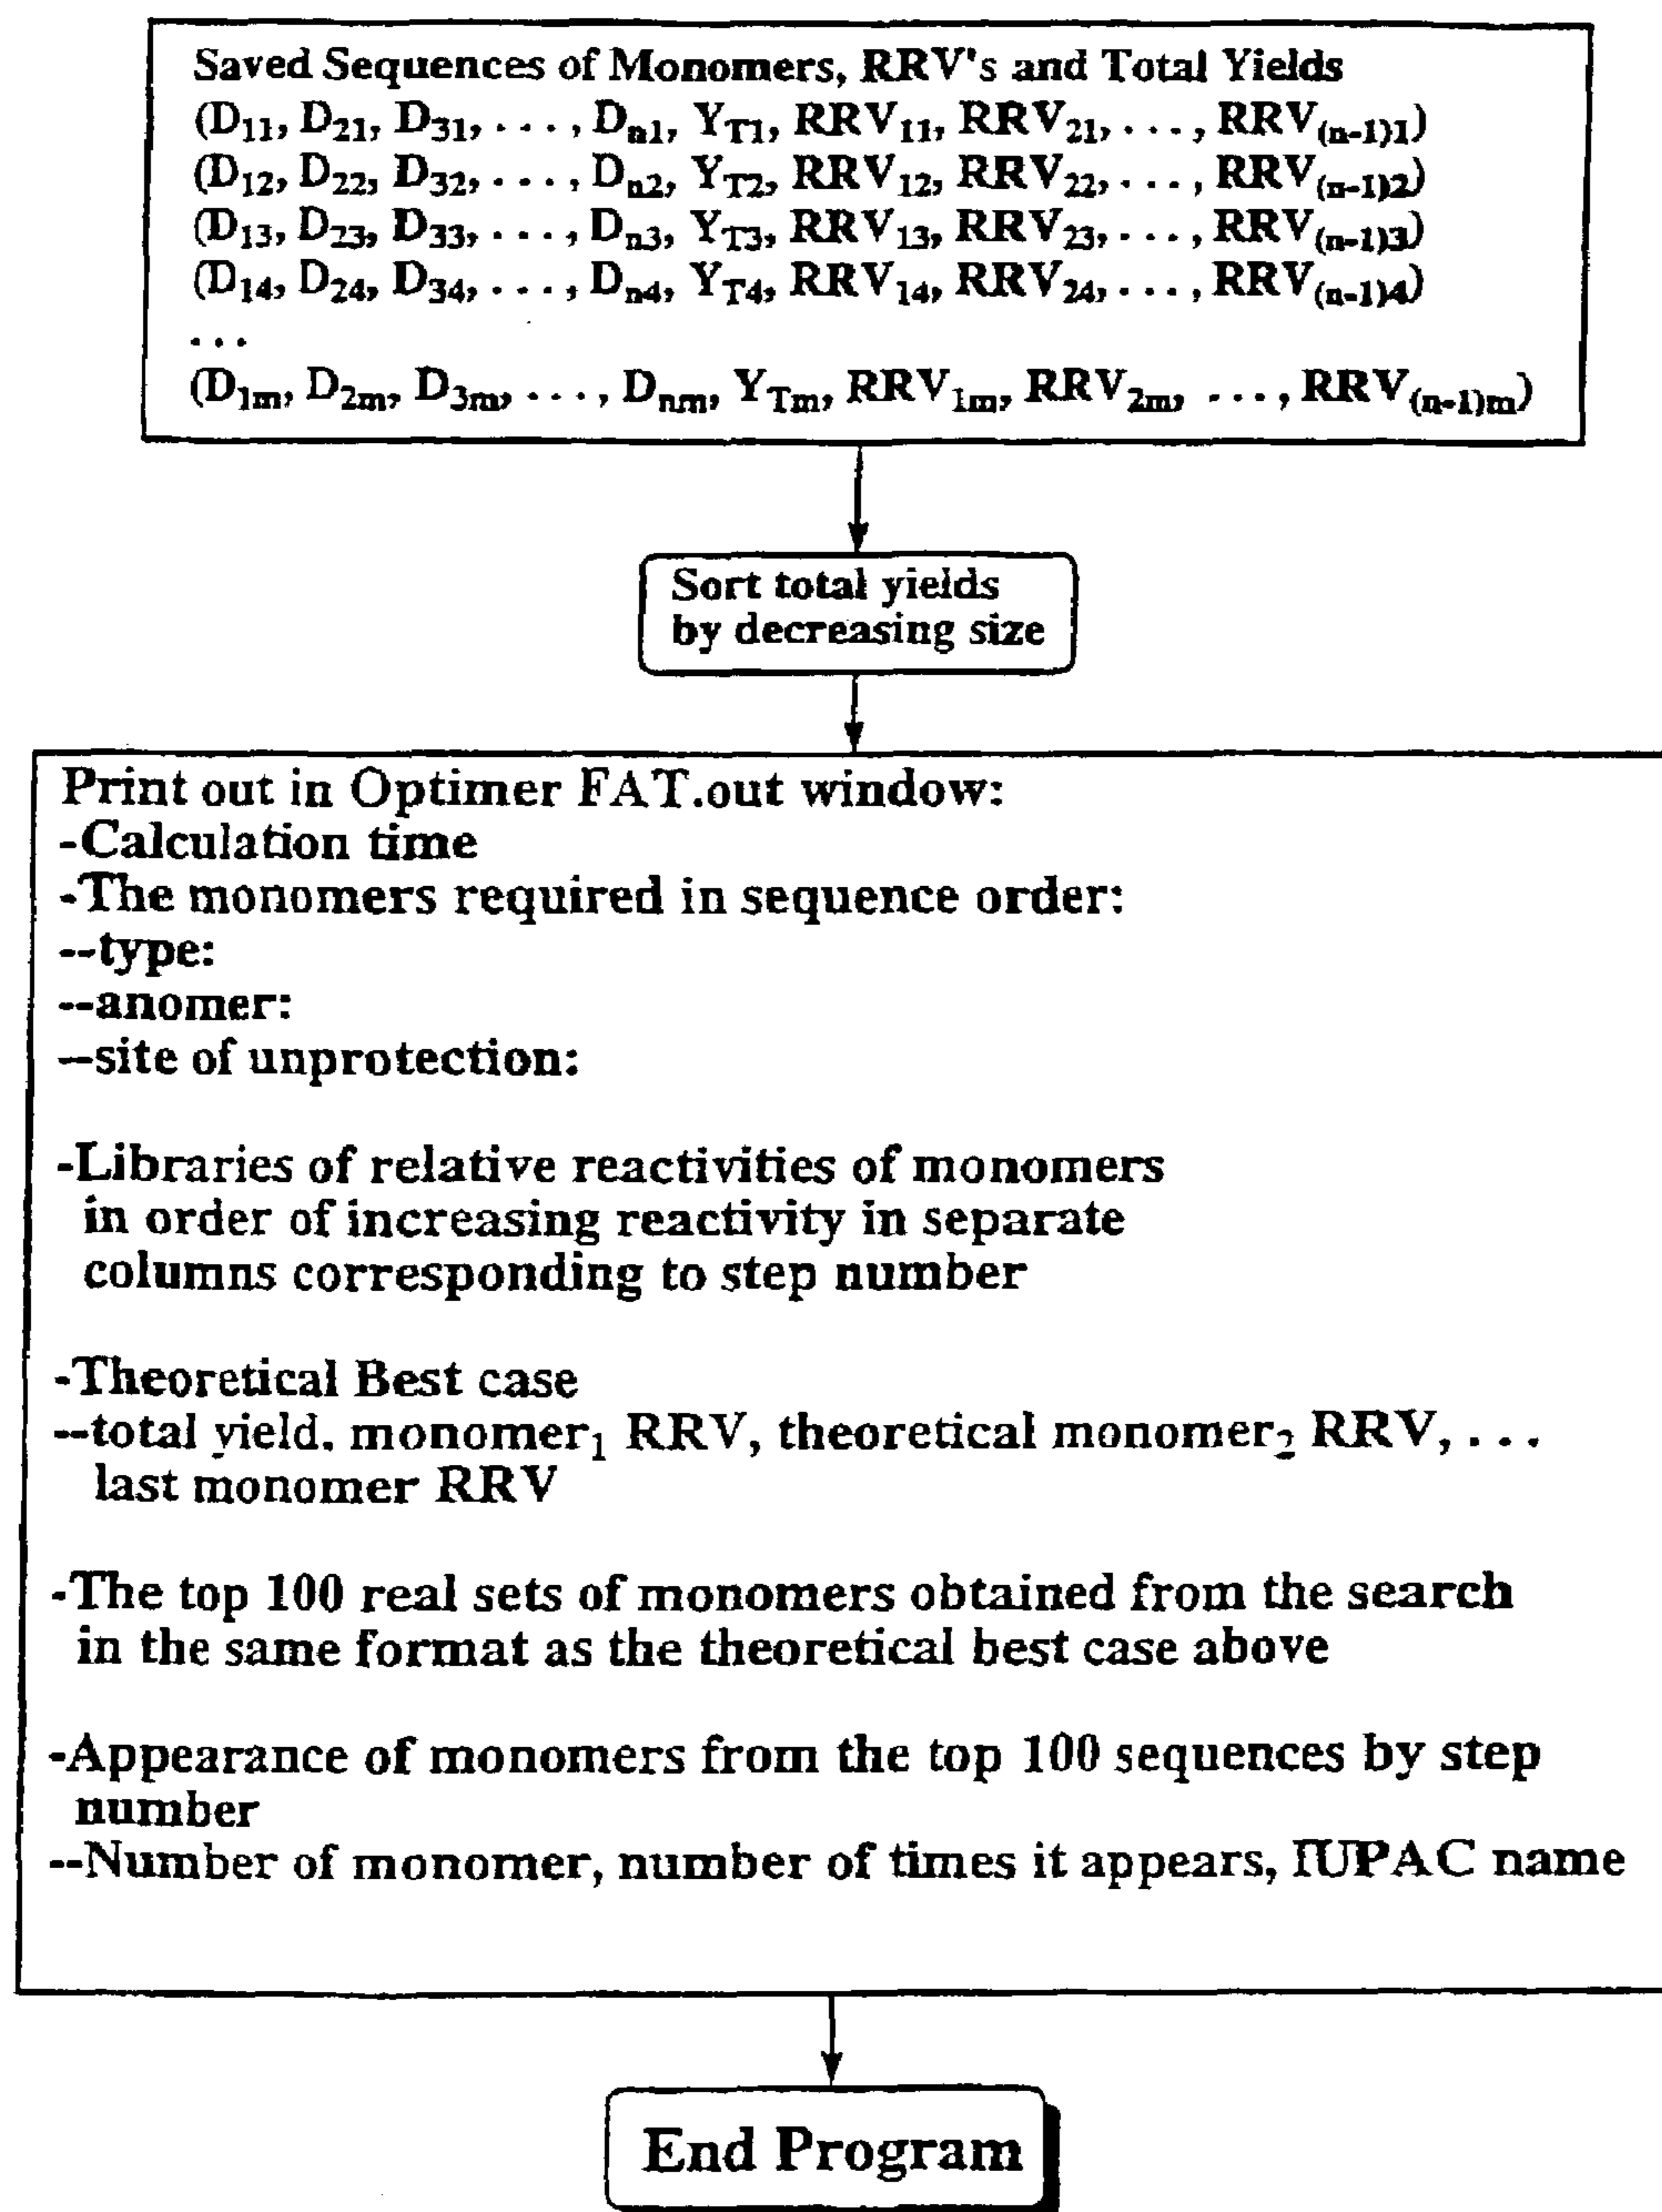 Saved Sequences of Monomers, RRV's and Total Yields
(D₁₁, D₂₁, D₃₁, . . . , Dₙ₁, Y_T1, RRV₁₁, RRV₂₁, . . . , RRV₍ₙ₋₁₎₁)
(D₁₂, D₂₂, D₃₂, . . . , Dₙ₂, Y_T2, RRV₁₂, RRV₂₂, . . . , RRV₍ₙ₋₁₎₂)
(D₁₃, D₂₃, D₃₃, . . . , Dₙ₃, Y_T3, RRV₁₃, RRV₂₃, . . . , RRV₍ₙ₋₁₎₃)
(D₁₄, D₂₄, D₃₄, . . . , Dₙ₄, Y_T4, RRV₁₄, RRV₂₄, . . . , RRV₍ₙ₋₁₎₄)
. . .
(D₁ₘ, D₂ₘ, D₃ₘ, . . . , Dₙₘ, Y_Tm, RRV₁ₘ, RRV₂ₘ, . . . , RRV₍ₙ₋₁₎ₘ)
Sort total yields
by decreasing size
Print out in Optimer FAT.out window:
-Calculation time
-The monomers required in sequence order:
--type:
--anomer:
--site of unprotection:
-Libraries of relative reactivities of monomers
in order of increasing reactivity in separate
columns corresponding to step number
-Theoretical Best case
--total yield, monomer₁ RRV, theoretical monomer₂ RRV, . . .
last monomer RRV
-The top 100 real sets of monomers obtained from the search
in the same format as the theoretical best case above
-Appearance of monomers from the top 100 sequences by step
number
--Number of monomer, number of times it appears, IUPAC name
End Program